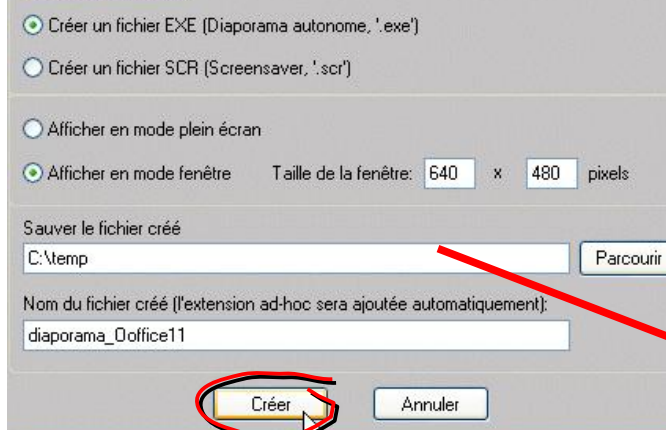 Créer un fichier EXE (Diaporama autonome, '.exe')
Créer un fichier SCR (Screensaver, '.scr')
Afficher en mode plein écran
Afficher en mode fenêtre Taille de la fenêtre: 640 x 480 pixels
Sauver le fichier créé
C:\temp Parcourir
Nom du fichier créé (l'extension ad-hoc sera ajoutée automatiquement):
diaporama_Ooffice11
Créer Annuler